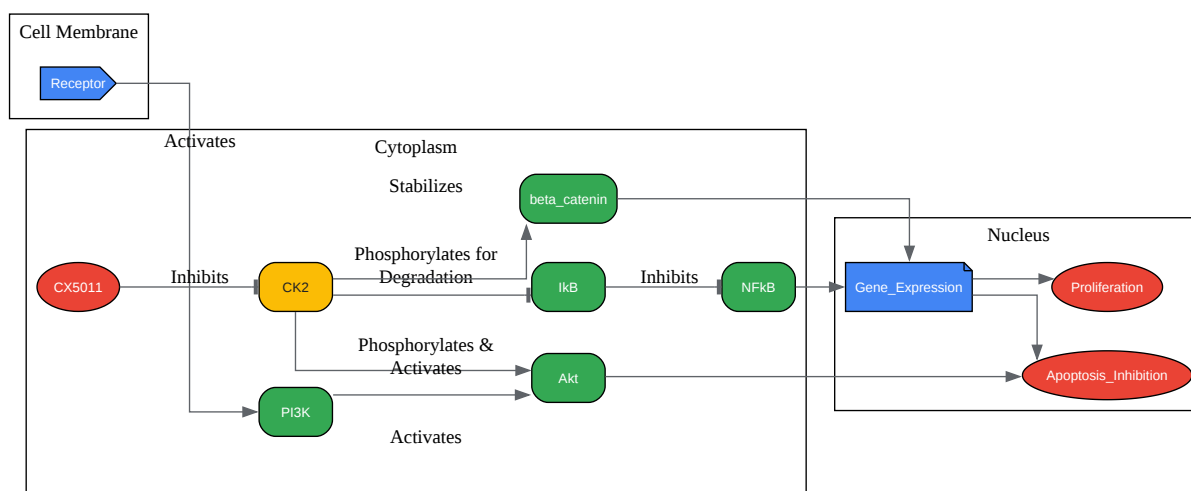 Cell Membrane
Receptor
Activates
Cytoplasm
Stabilizes
beta_catenin
Nucleus
Phosphorylates for
Degradation
CX5011
Inhibits
CK2
IkB
Inhibits
NFkB
Gene_Expression
Proliferation
Phosphorylates &
Activates
Akt
Apoptosis_Inhibition
PI3K
Activates